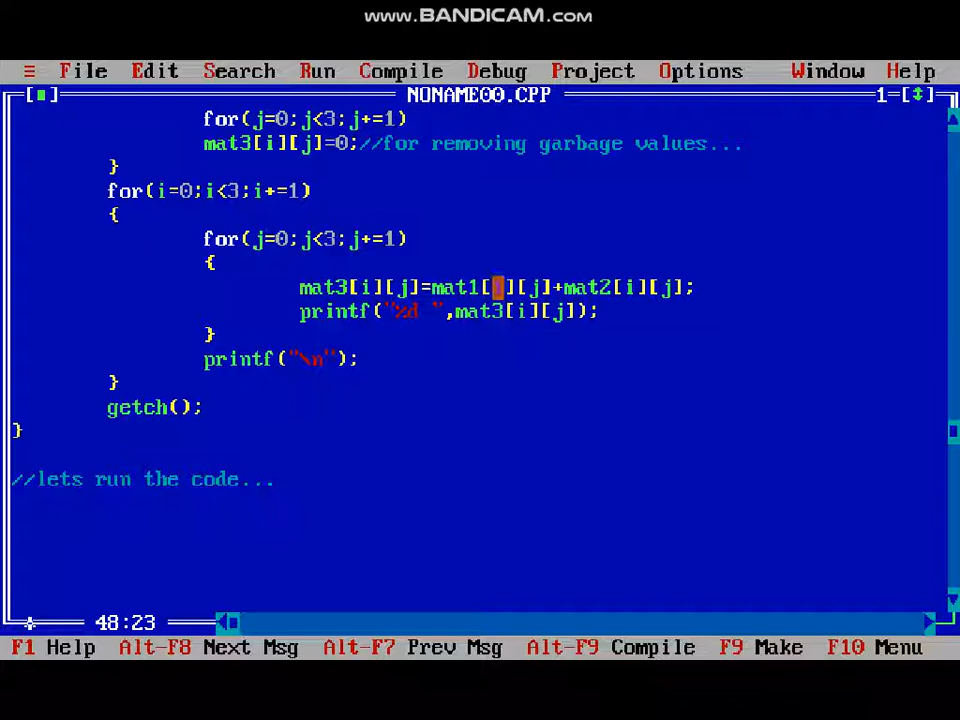 www.BANDICAM.com
≡ File Edit Search Run Compile Debug Project Options Window Help
[■] NONAME00.CPP 1=[↕]
for(j=0;j<3;j+=1)
mat3[i][j]=0;//for removing garbage values...
}
for(i=0;i<3;i+=1)
{
for(j=0;j<3;j+=1)
{
mat3[i][j]=mat1[][j]+mat2[i][j];
printf("%d ",mat3[i][j]);
}
printf("\n");
}
getch();
}
//lets run the code...
48:23
F1 Help Alt-F8 Next Msg Alt-F7 Prev Msg Alt-F9 Compile F9 Make F10 Menu